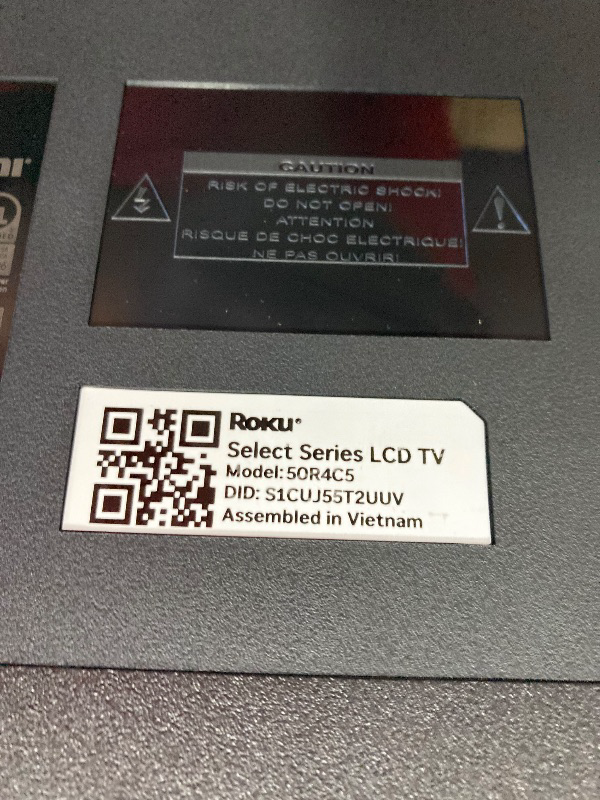 CAUTION
RISK OF ELECTRIC SHOCK!
DO NOT OPEN!
ATTENTION
RISQUE DE CHOC ELECTRIQUE!
NE PAS OUVRIR!
Roku®
Select Series LCD TV
Model: 50R4C5
DID: S1CUJ55T2UUV
Assembled in Vietnam